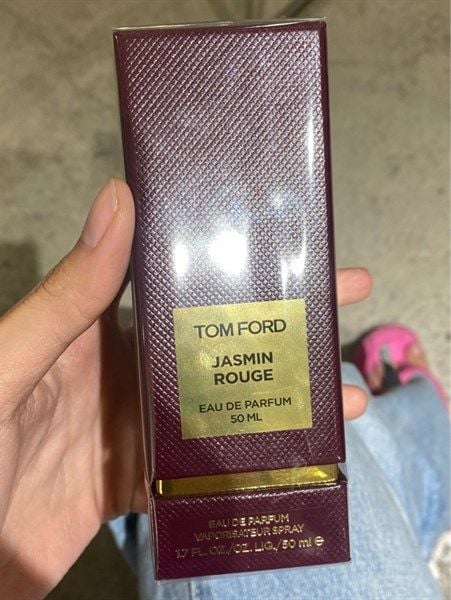 TOM FORD
JASMIN
ROUGE
EAU DE PARFUM
50 ML
EAU DE PARFUM
VAPORISATEUR SPRAY
1.7 FL. OZ./OZ. LIQ./50 ml e